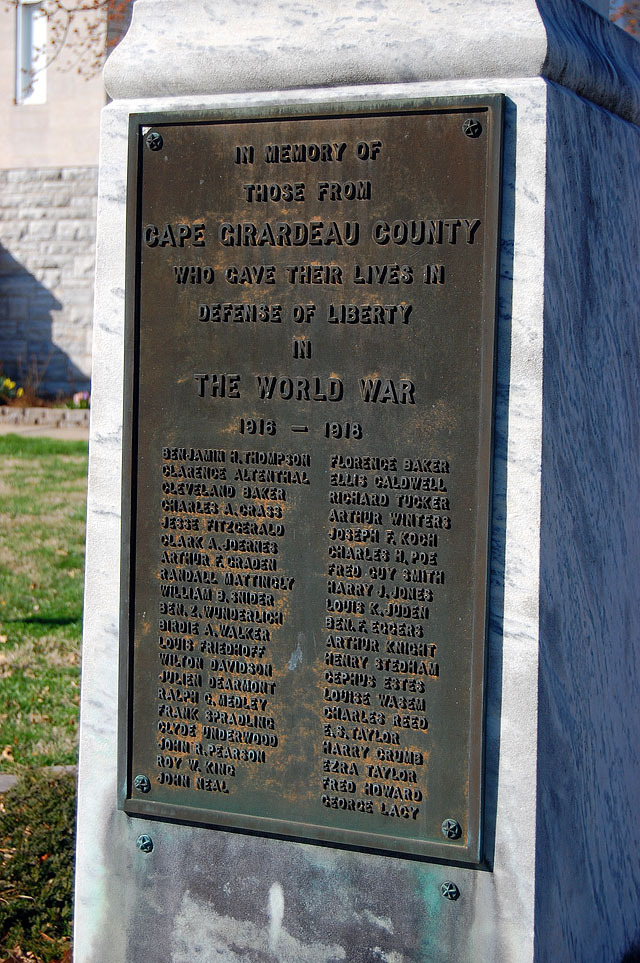 IN MEMORY OF
THOSE FROM
CAPE GIRARDEAU COUNTY
WHO GAVE THEIR LIVES IN
DEFENSE OF LIBERTY
IN
THE WORLD WAR
1916 — 1918
BENJAMIN H. THOMPSON
CLARENCE ALTENTHAL
CLEVELAND BAKER
CHARLES A. CRASS
JESSE FITZGERALD
CLARK A. JOERNES
ARTHUR F. GRADEN
RANDALL MATTINGLY
WILLIAM B. SNIDER
BEN. Z. WUNDERLICH
BIRDIE A. WALKER
LOUIS FRIEDHOFF
WILTON DAVIDSON
JULIEN DEARMONT
RALPH C. MEDLEY
FRANK SPRADLING
CLYDE UNDERWOOD
JOHN R. PEARSON
ROY W. KING
JOHN NEAL
FLORENCE BAKER
ELLIS CALDWELL
RICHARD TUCKER
ARTHUR WINTERS
JOSEPH F. KOCH
CHARLES H. POE
FRED GUY SMITH
HARRY J. JONES
LOUIS K. JUDEN
BEN. F. EGGERS
ARTHUR KNIGHT
HENRY STEDHAM
CEPHUS ESTES
LOUISE WASEM
CHARLES REED
E. S. TAYLOR
HARRY CRUMB
EZRA TAYLOR
FRED HOWARD
GEORGE LACY